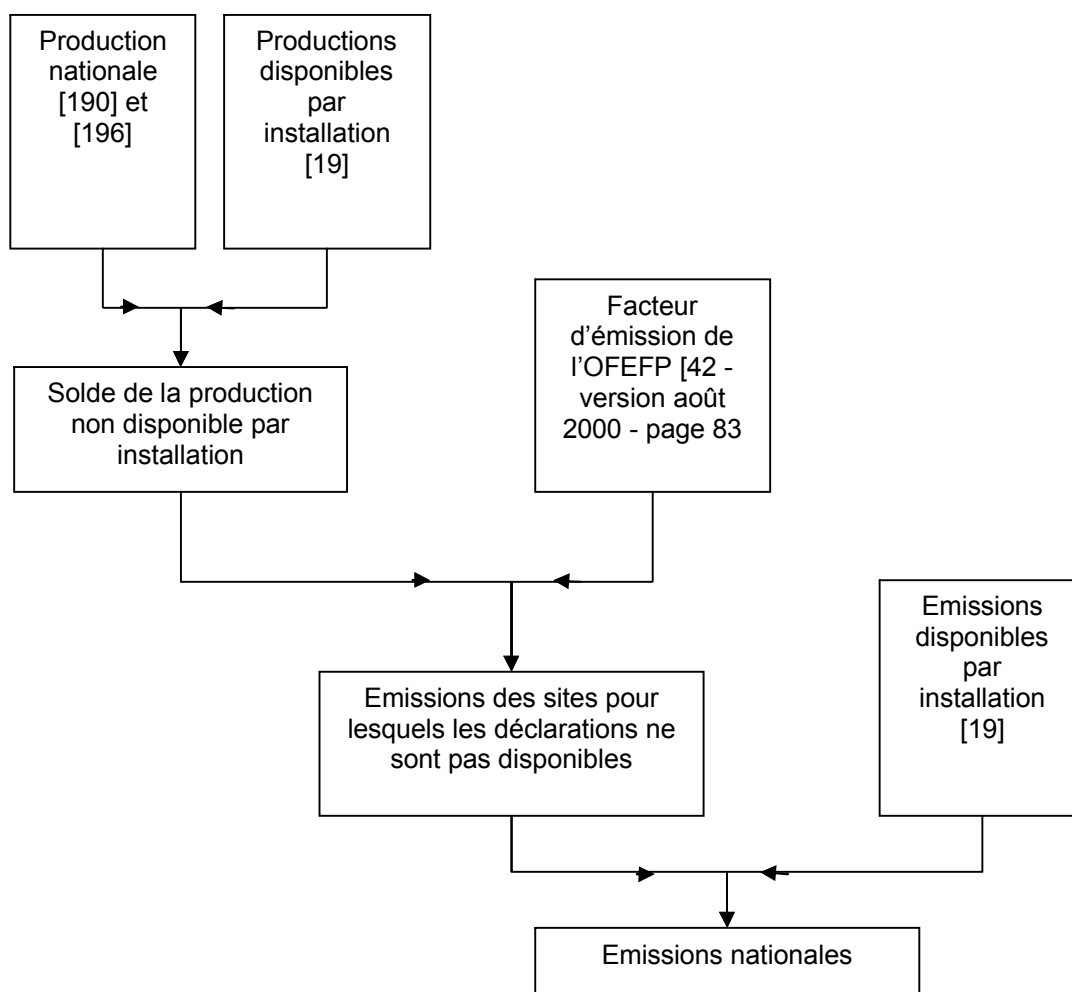 Production
nationale
[190] et
[196]
Productions
disponibles
par
installation
[19]
Facteur
d'émission de
l'OFEFP [42 -
version août
2000 - page 83
Solde de la production
non disponible par
installation
Emissions
disponibles
par
installation
[19]
Emissions des sites pour
lesquels les déclarations ne
sont pas disponibles
Emissions nationales